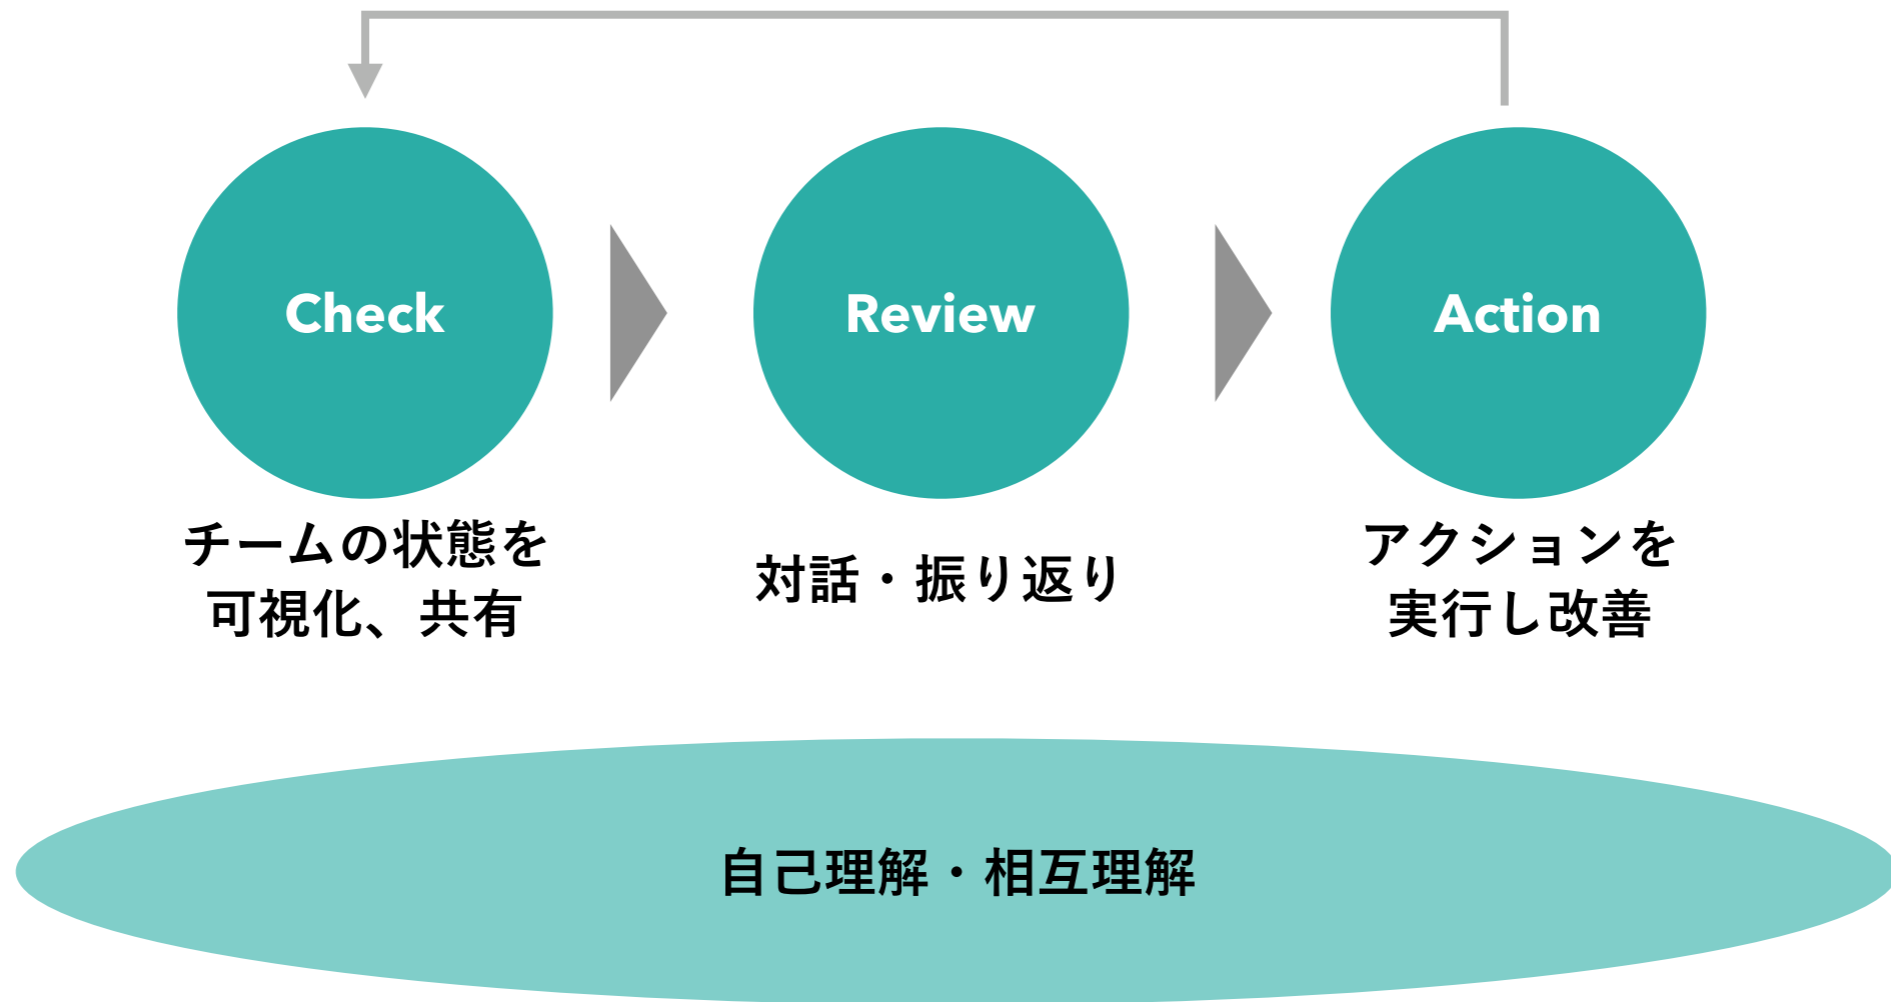 Check
Review
Action
チームの状態を
可視化、共有
対話・振り返り
アクションを
実行し改善
自己理解・相互理解